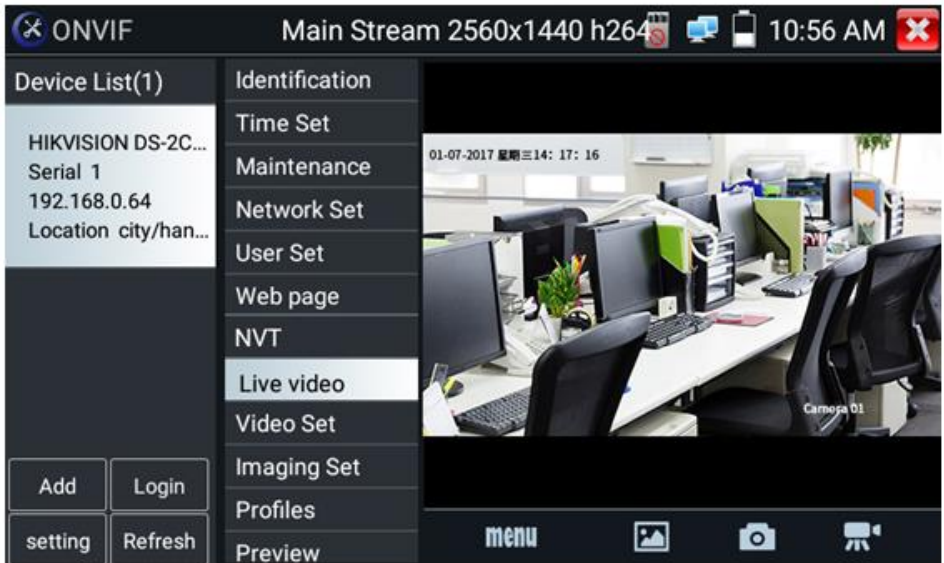 ONVIF
Main Stream 2560x1440 h264
10:56 AM
Device List(1)
HIKVISION DS-2C...
Serial 1
192.168.0.64
Location city/han...
Add
Login
setting
Refresh
Identification
Time Set
Maintenance
Network Set
User Set
Web page
NVT
Live video
Video Set
Imaging Set
Profiles
Preview
01-07-2017 星期三14: 17: 16
Camera 01
menu